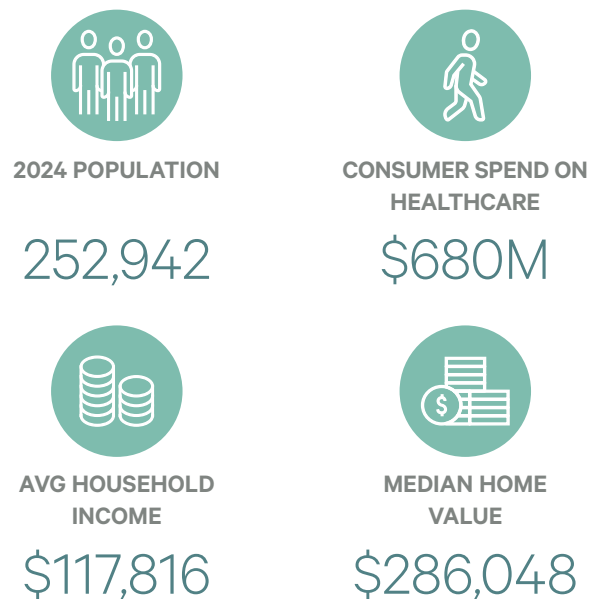 2024 POPULATION
252,942
CONSUMER SPEND ON
HEALTHCARE
$680M
$
AVG HOUSEHOLD
INCOME
$117,816
MEDIAN HOME
VALUE
$286,048